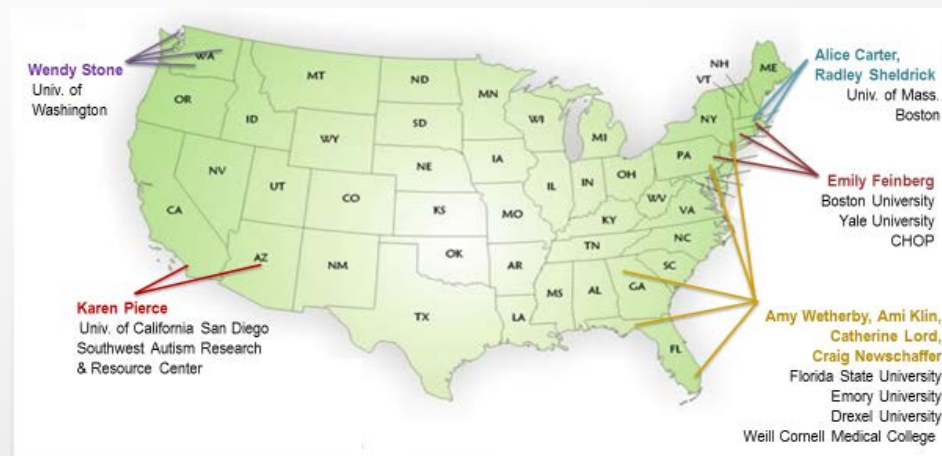 Wendy Stone
Univ. of
Washington
WA
OR
ID
MT
ND
MN
SD
WY
NV
UT
CO
CA
AZ
NM
NE
KS
OK
TX
IA
WI
MI
IL
IN
OH
MO
KY
WV
VA
TN
NC
AR
SC
MS
AL
GA
LA
FL
PA
NY
NH
VT
ME
Alice Carter,
Radley Sheldrick
Univ. of Mass.
Boston
Emily Feinberg
Boston University
Yale University
CHOP
Karen Pierce
Univ. of California San Diego
Southwest Autism Research
& Resource Center
Amy Wetherby, Ami Klin,
Catherine Lord,
Craig Newschaffer
Florida State University
Emory University
Drexel University
Weill Cornell Medical College